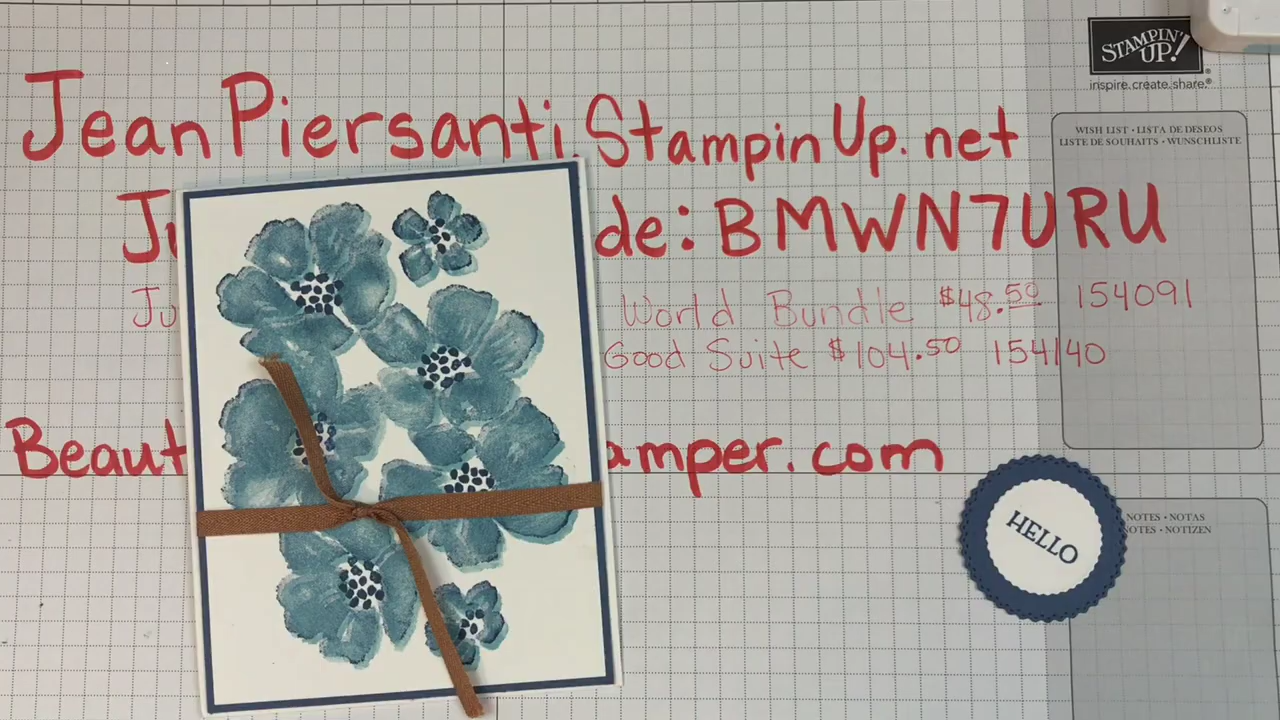 STAMPIN' UP!®
inspire.create.share.®
JeanPiersanti.StampinUp.net
WISH LIST • LISTA DE DESEOS
LISTE DE SOUHAITS • WUNSCHLISTE
de: BMWN7URU
World Bundle $48.50 154091
Good Suite $104.50 154140
Beaut amper.com
HELLO
NOTES • NOTAS
NOTES • NOTIZEN